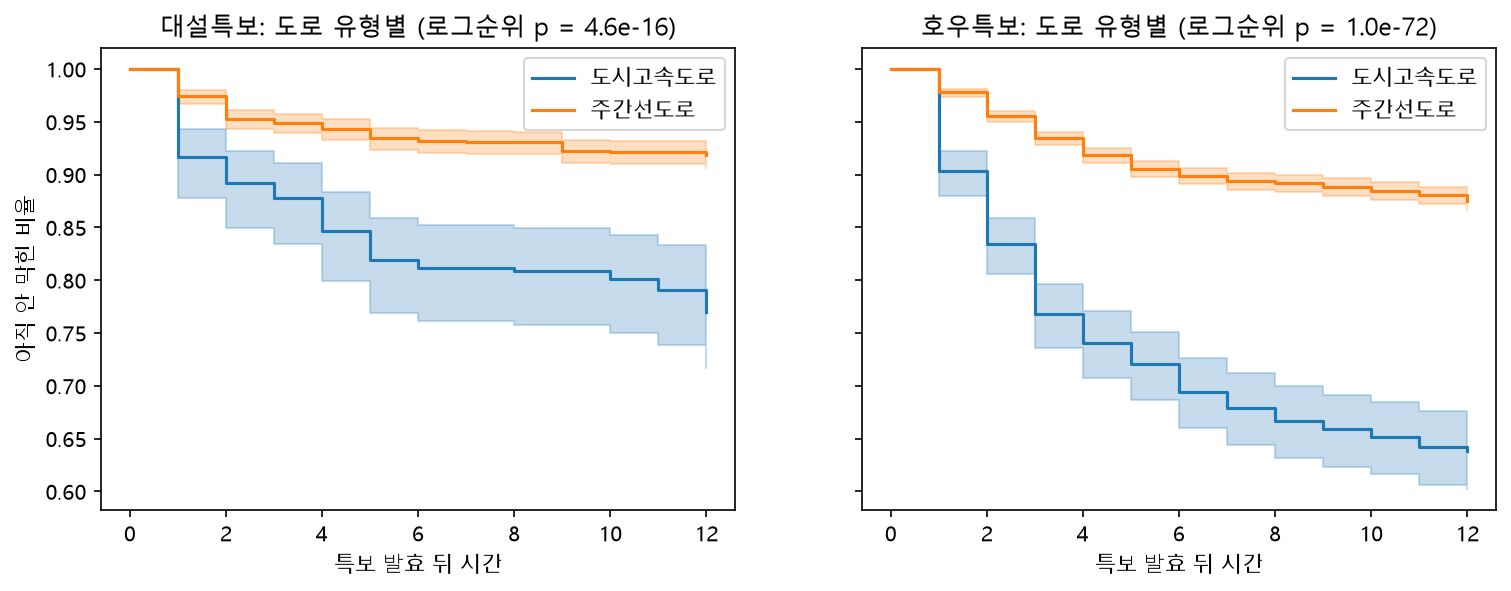 대설특보: 도로 유형별 (로그순위 p = 4.6e-16)
도시고속도로
주간선도로
1.00
0.95
0.90
0.85
0.80
0.75
0.70
0.65
0.60
아직 안 막힌 비율
0 2 4 6 8 10 12
특보 발효 뒤 시간
호우특보: 도로 유형별 (로그순위 p = 1.0e-72)
도시고속도로
주간선도로
0 2 4 6 8 10 12
특보 발효 뒤 시간